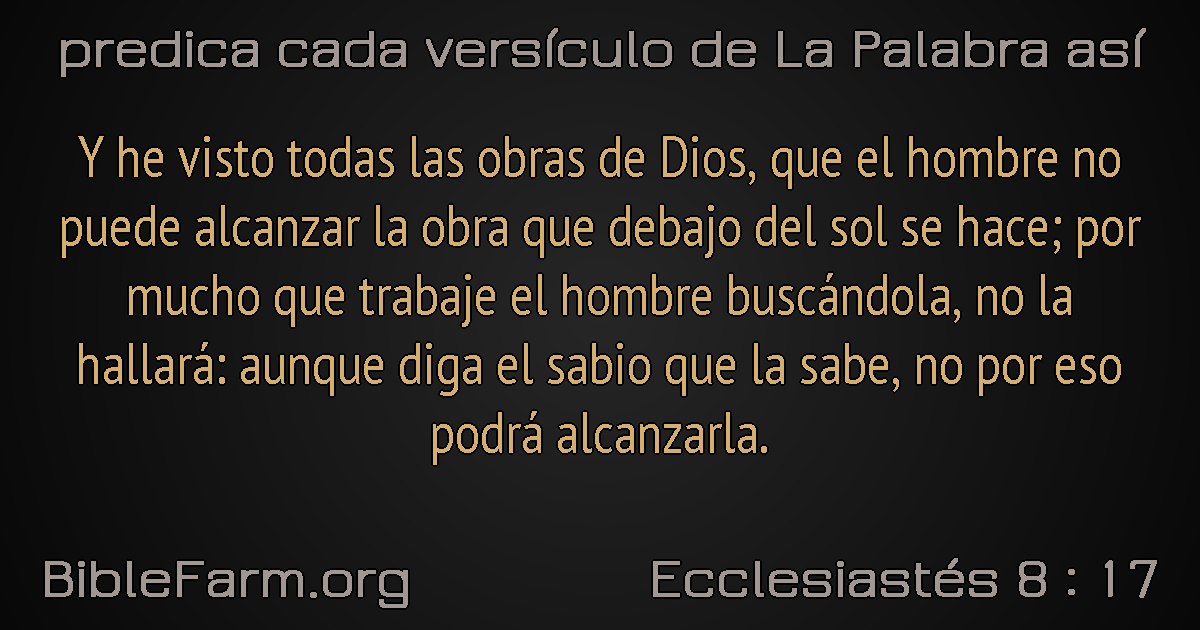 predica cada versículo de La Palabra así
Y he visto todas las obras de Dios, que el hombre no
puede alcanzar la obra que debajo del sol se hace; por
mucho que trabaje el hombre buscándola, no la
hallará: aunque diga el sabio que la sabe, no por eso
podrá alcanzarla.
BibleFarm.org
Ecclesiastés 8 : 17